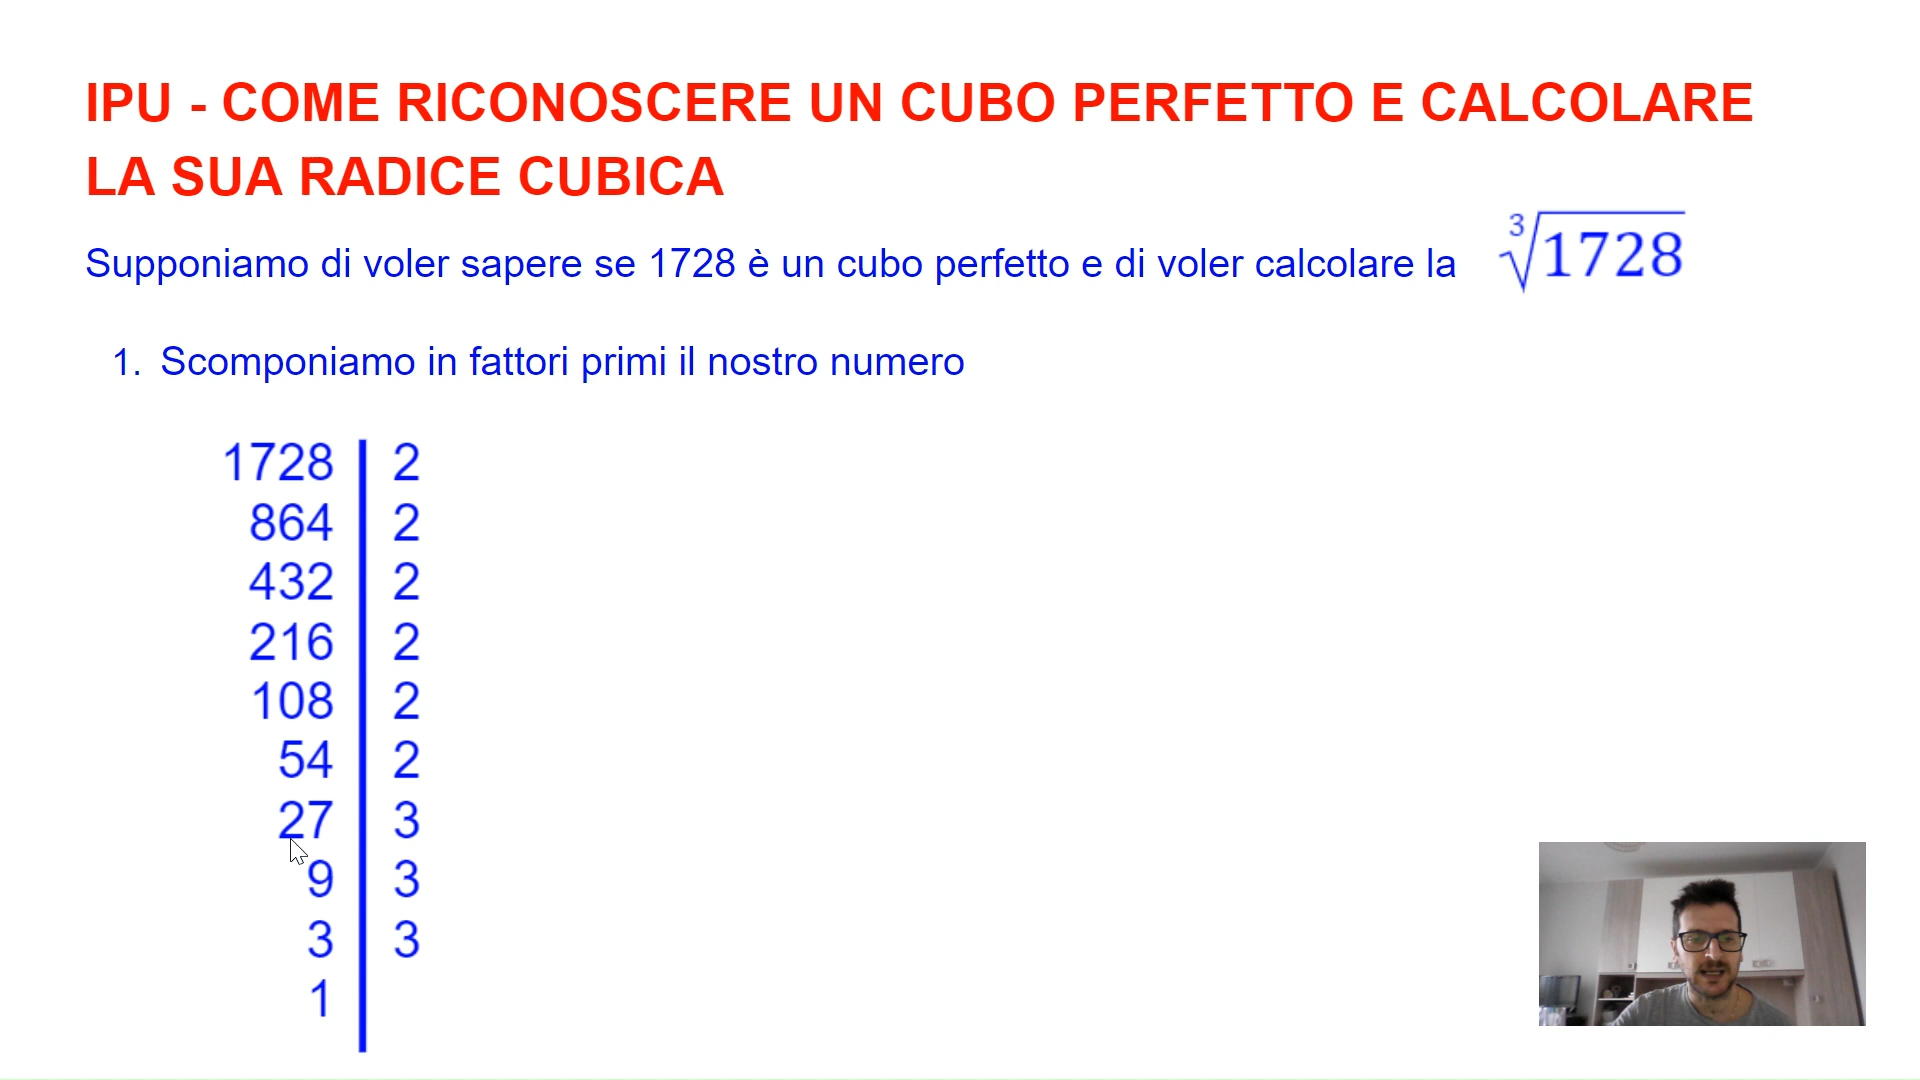 IPU - COME RICONOSCERE UN CUBO PERFETTO E CALCOLARE
LA SUA RADICE CUBICA
Supponiamo di voler sapere se 1728 è un cubo perfetto e di voler calcolare la ∛1728
1. Scomponiamo in fattori primi il nostro numero
1728 | 2
864 | 2
432 | 2
216 | 2
108 | 2
54 | 2
27 | 3
9 | 3
3 | 3
1 |